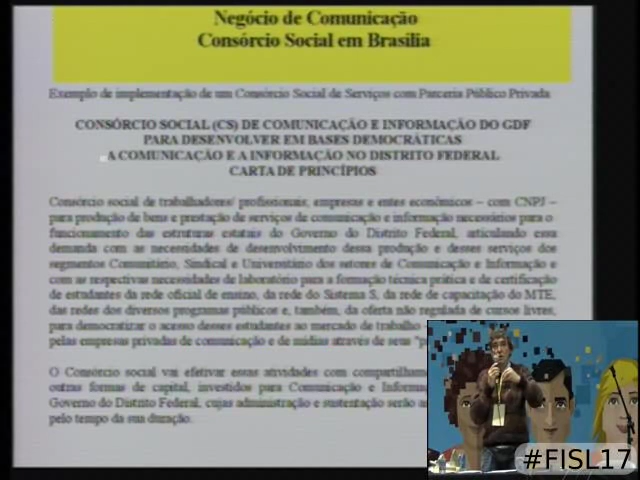 Negócio de Comunicação
Consórcio Social em Brasilia
Exemplo de implementação de um Consórcio Social de Serviços com Parceria Público Privada
CONSÓRCIO SOCIAL (CS) DE COMUNICAÇÃO E INFORMAÇÃO DO GDF
PARA DESENVOLVER EM BASES DEMOCRÁTICAS
A COMUNICAÇÃO E A INFORMAÇÃO NO DISTRITO FEDERAL
CARTA DE PRINCÍPIOS
Consórcio social de trabalhadores/ profissionais, empresas e entes econômicos – com CNPJ –
para produção de bens e prestação de serviços de comunicação e informação necessários para o
funcionamento das estruturas estatais do Governo do Distrito Federal, articulando essa
demanda com as necessidades de desenvolvimento dessa produção e desses serviços dos
segmentos Comunitário, Sindical e Universitário dos setores de Comunicação e Informação e
com as respectivas necessidades de laboratório para a formação técnica prática e de certificação
de estudantes da rede oficial de ensino, da rede do Sistema S, da rede de capacitação do MTE,
das redes dos diversos programas públicos e, também, da oferta não regulada de cursos livres,
para democratizar o acesso desses estudantes ao mercado de trabalho
pelas empresas privadas de comunicação e de mídias através de seus
O Consórcio social vai efetivar essas atividades com
outras formas de capital, investidos para Comunicação e
Governo do Distrito Federal, cujas administração e sustentação serão
pelo tempo da sua duração.
#FISL17